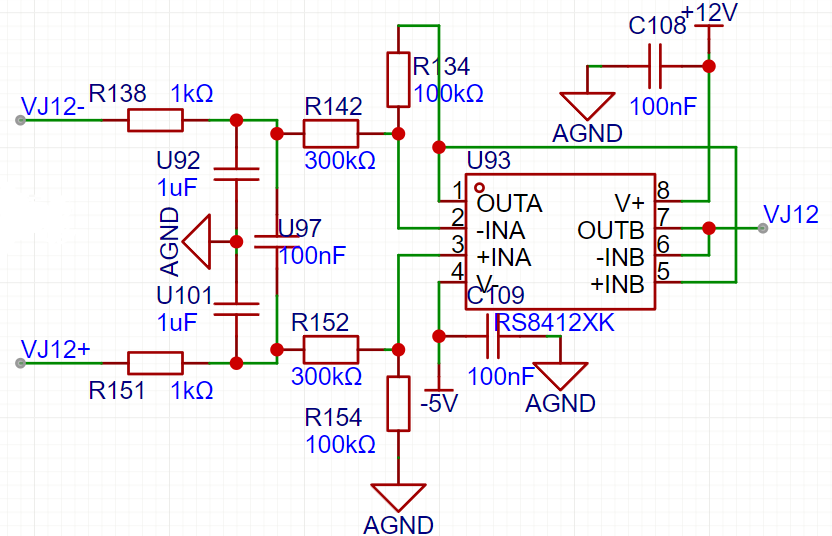 C108
+12V
R134
100kΩ
R138
1kΩ
VJ12-
R142
300kΩ
100nF
AGND
U92
1uF
U93
1
OUTA
2
-INA
3
+INA
4
V-
V+
8
OUTB
7
-INB
6
+INB
5
VJ12
AGND
U97
100nF
U101
1uF
C109
RS8412XK
R152
300kΩ
VJ12+
R151
1kΩ
100nF
-5V
AGND
R154
100kΩ
AGND